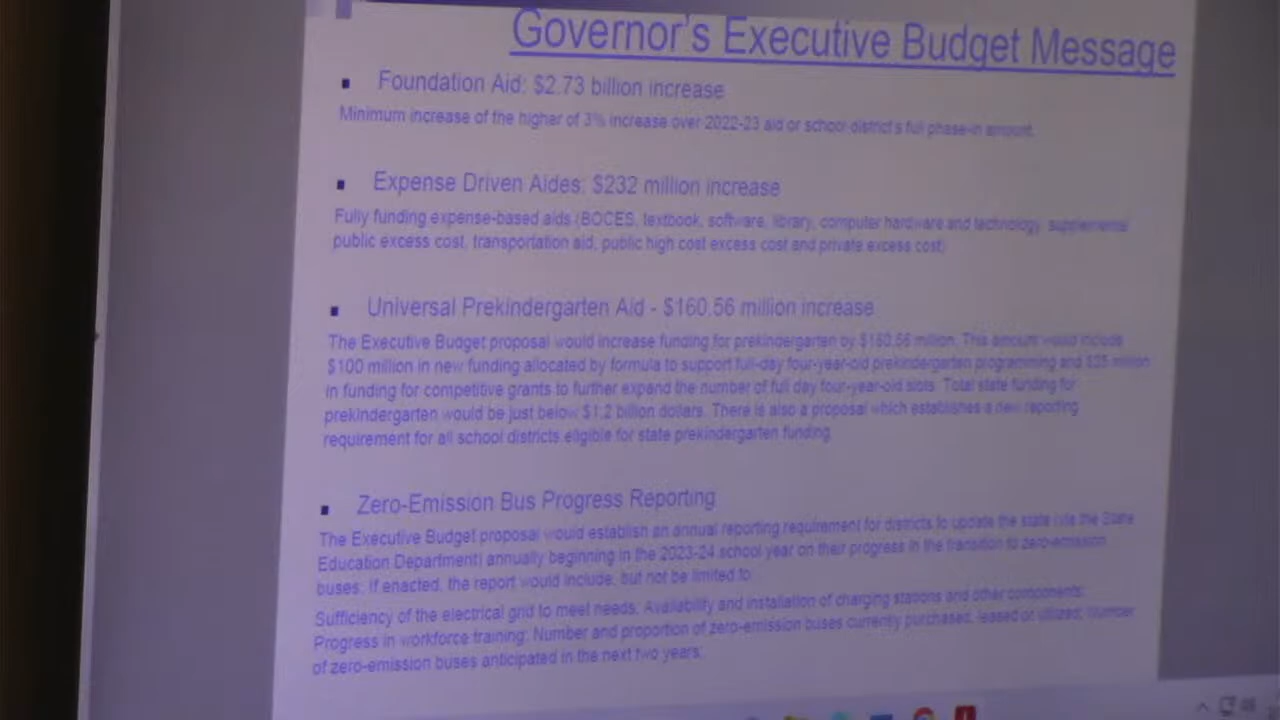 Governor's Executive Budget Message
▪ Foundation Aid: $2.73 billion increase
Minimum increase of the higher of 3% increase over 2022-23 aid or school district's full phase-in amount.
▪ Expense Driven Aides: $232 million increase
Fully funding expense-based aids (BOCES, textbook, software, library, computer hardware and technology, supplemental
public excess cost, transportation aid, public high cost excess cost and private excess cost.
▪ Universal Prekindergarten Aid - $160.56 million increase
The Executive Budget proposal would increase funding for prekindergarten by $160.56 million. This amount would include
$100 million in new funding allocated by formula to support full-day four-year-old prekindergarten programming and $25 million
in funding for competitive grants to further expand the number of full day four-year-old slots. Total state funding for
prekindergarten would be just below $1.2 billion dollars. There is also a proposal which establishes a new reporting
requirement for all school districts eligible for state prekindergarten funding.
▪ Zero-Emission Bus Progress Reporting
The Executive Budget proposal would establish an annual reporting requirement for districts to update the state (via the State
Education Department) annually beginning in the 2023-24 school year on their progress in the transition to zero-emission
buses. If enacted, the report would include, but not be limited to:
Sufficiency of the electrical grid to meet needs; Availability and installation of charging stations and other components;
Progress in workforce training; Number and proportion of zero-emission buses currently purchased, leased or utilized; Number
of zero-emission buses anticipated in the next two years.